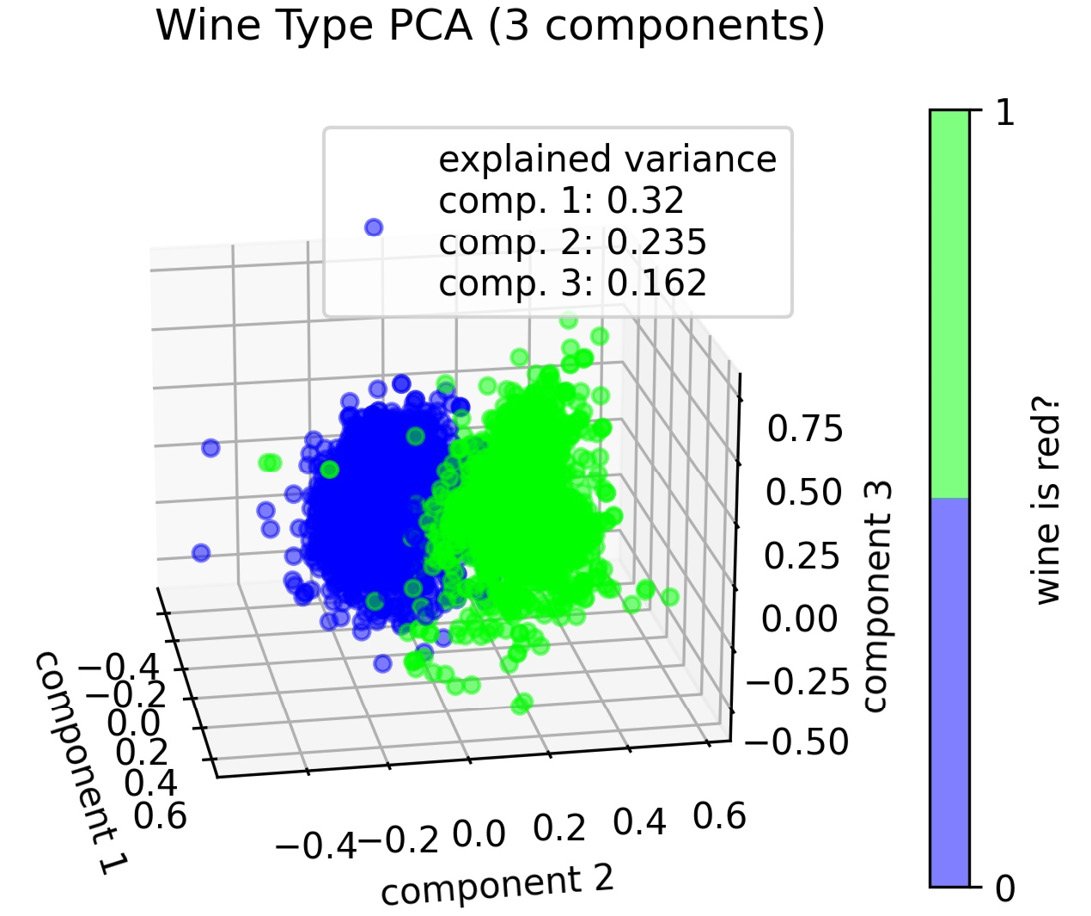 Wine Type PCA (3 components)
explained variance
comp. 1: 0.32
comp. 2: 0.235
comp. 3: 0.162
1
0
wine is red?
0.75
0.50
0.25
0.00
−0.25
−0.50
component 3
−0.4
−0.2
0.0
0.2
0.4
0.6
component 1
−0.4
−0.2
0.0
0.2
0.4
0.6
component 2